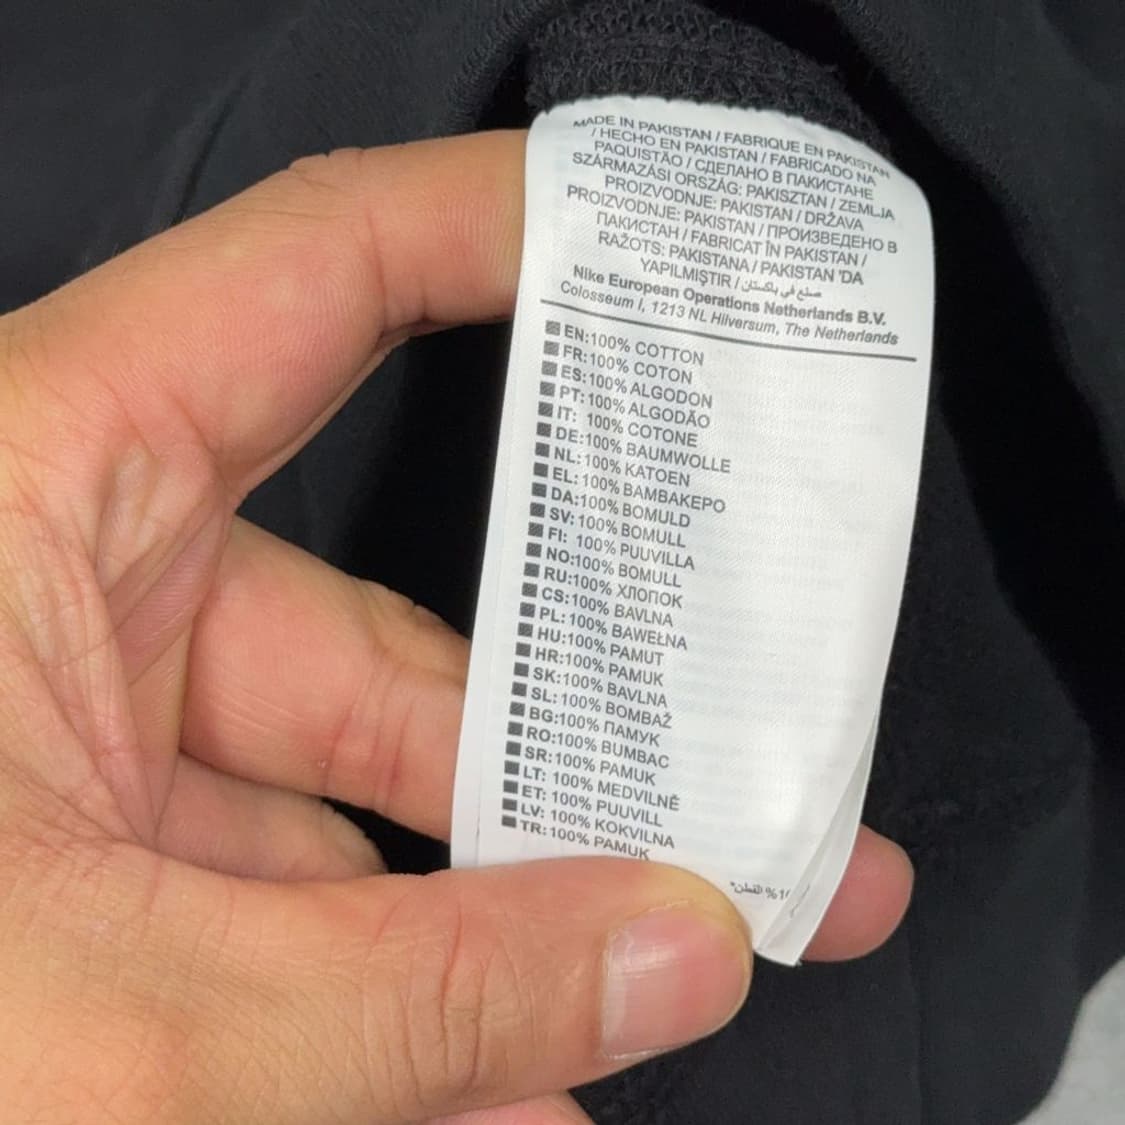 MADE IN PAKISTAN / FABRIQUE EN PAKISTAN
/ HECHO EN PAKISTAN / FABRICADO NA
PAQUISTÃO / СДЕЛАНО В ПАКИСТАНЕ
SZÁRMAZÁSI ORSZÁG: PAKISZTAN / ZEMLJA
PROIZVODNJE: PAKISTAN / DRŽAVA
PROIZVODNJE: PAKISTAN / ПРОИЗВЕДЕНО В
ПАКИСТАН / FABRICAT ÎN PAKISTAN /
RAŽOTS: PAKISTANA / PAKISTAN 'DA
YAPILMIŞTIR / صنع في باكستان
Nike European Operations Netherlands B.V.
Colosseum I, 1213 NL Hilversum, The Netherlands
EN:100% COTTON
FR:100% COTON
ES:100% ALGODON
PT:100% ALGODÃO
IT: 100% COTONE
DE:100% BAUMWOLLE
NL:100% KATOEN
EL:100% BAMBAKEPO
DA:100% BOMULD
SV:100% BOMULL
FI: 100% PUUVILLA
NO:100% BOMULL
RU:100% ХЛОПОК
CS:100% BAVLNA
PL:100% BAWEŁNA
HU:100% PAMUT
HR:100% PAMUK
SK:100% BAVLNA
SL:100% BOMBAŽ
BG:100% ПАМУК
RO:100% BUMBAC
SR:100% PAMUK
LT: 100% MEDVILNĖ
ET: 100% PUUVILL
LV: 100% KOKVILNA
TR:100% PAMUK
القطن*